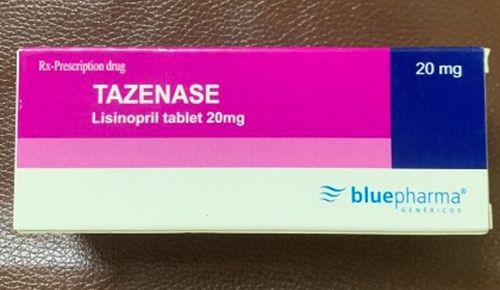 Rx-Prescription drug
20 mg
TAZENASE
Lisinopril tablet 20mg
bluepharma®
GENÉRICOS